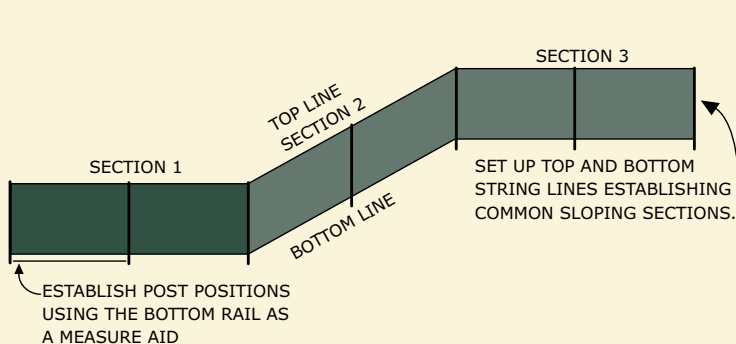 SECTION 3
TOP LINE
SECTION 2
SECTION 1
SET UP TOP AND BOTTOM
STRING LINES ESTABLISHING
COMMON SLOPING SECTIONS.
BOTTOM LINE
ESTABLISH POST POSITIONS
USING THE BOTTOM RAIL AS
A MEASURE AID